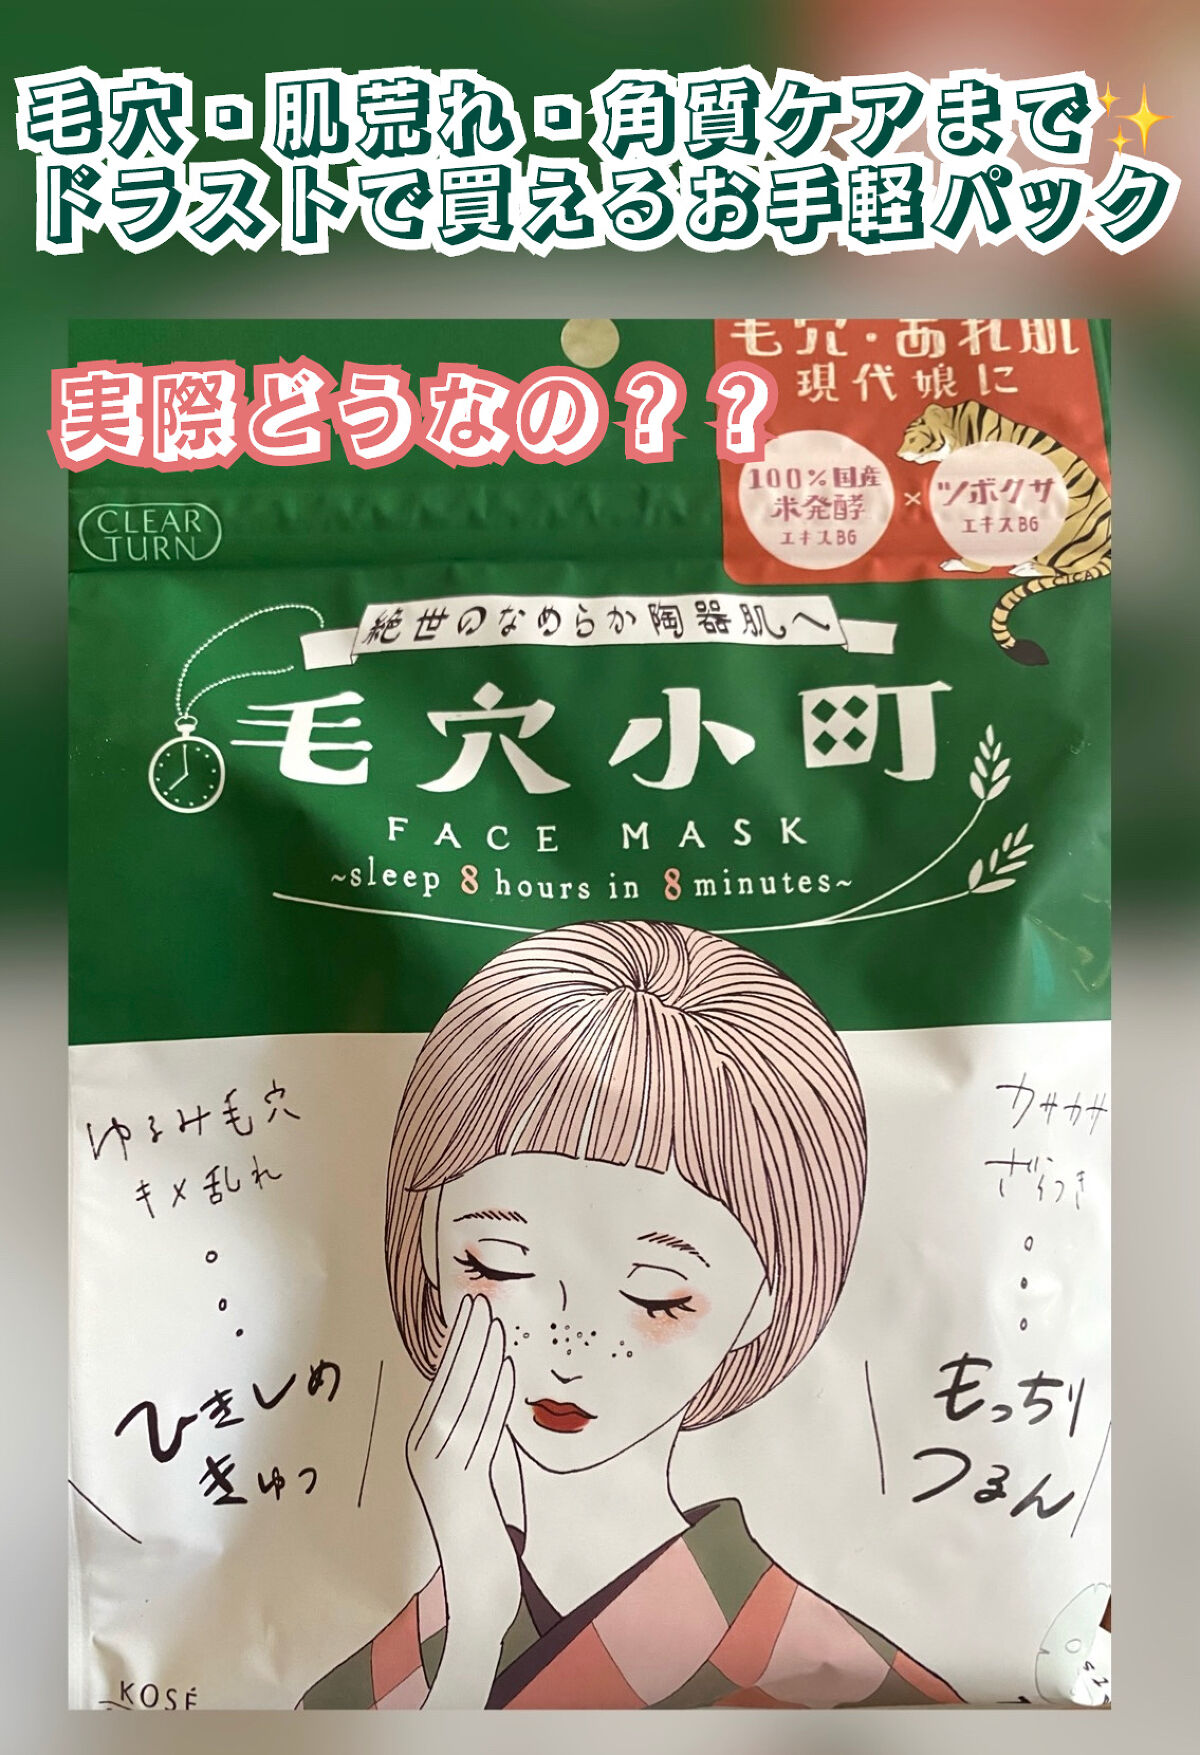 毛穴・肌荒れ・角質ケアまで✨
ドラストで買えるお手軽パック
実際どうなの??
毛穴・あれ肌
現代娘に
100%国産
米発酵
エキスBG
×
ツボクサ
エキスBG
CICA
CLEAR
TURN
絶世のなめらか陶器肌へ
毛穴小町
FACE MASK
~sleep 8 hours in 8 minutes~
ゆるみ毛穴
キメ乱れ
ひきしめ
きゅっ
カサカサ
ざらつき
もっちり
つるん
KOSÉ